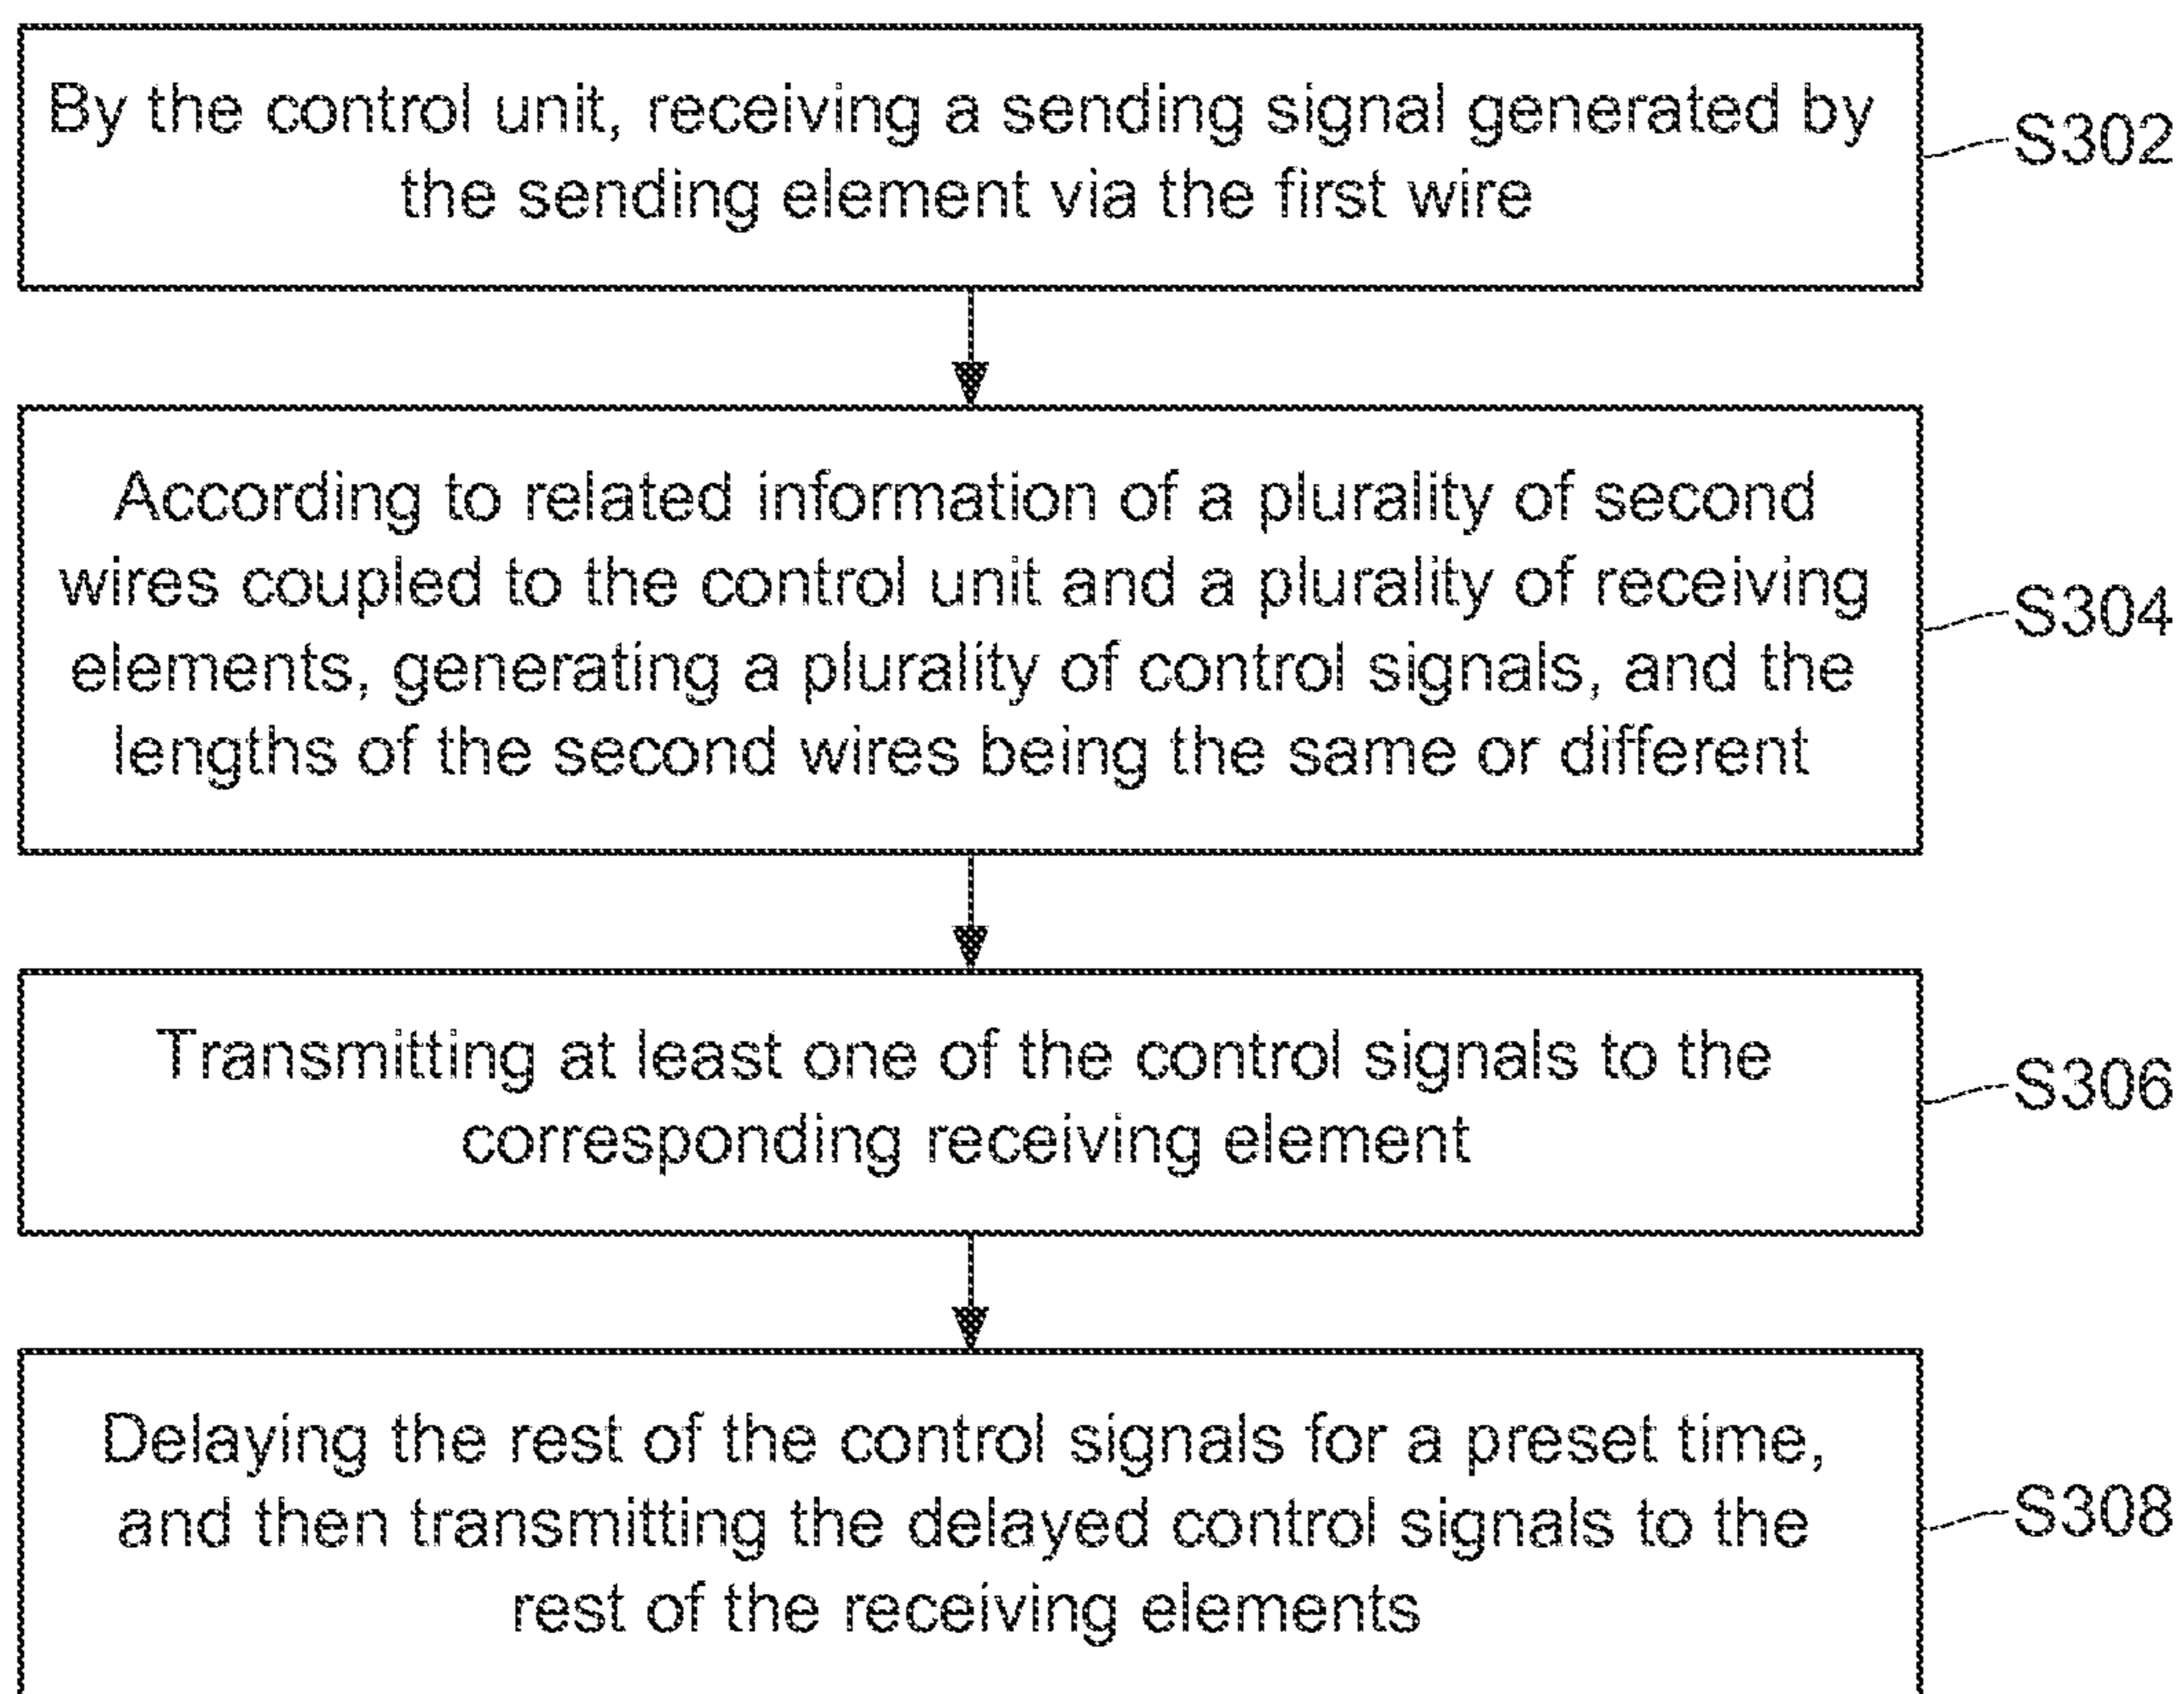 By the control unit, receiving a sending signal generated by
the sending element via the first wire
S302
According to related information of a plurality of second
wires coupled to the control unit and a plurality of receiving
elements, generating a plurality of control signals, and the
lengths of the second wires being the same or different
S304
Transmitting at least one of the control signals to the
corresponding receiving element
S306
Delaying the rest of the control signals for a preset time,
and then transmitting the delayed control signals to the
rest of the receiving elements
S308